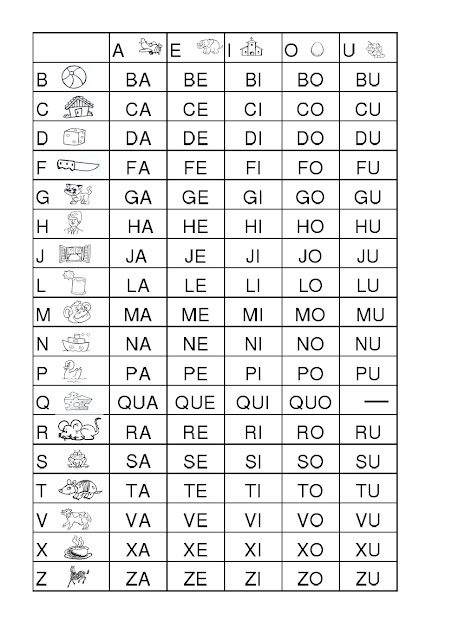 A E I O U
B BA BE BI BO BU
C CA CE CI CO CU
D DA DE DI DO DU
F FA FE FI FO FU
G GA GE GI GO GU
H HA HE HI HO HU
J JA JE JI JO JU
L LA LE LI LO LU
M MA ME MI MO MU
N NA NE NI NO NU
P PA PE PI PO PU
Q QUA QUE QUI QUO —
R RA RE RI RO RU
S SA SE SI SO SU
T TA TE TI TO TU
V VA VE VI VO VU
X XA XE XI XO XU
Z ZA ZE ZI ZO ZU